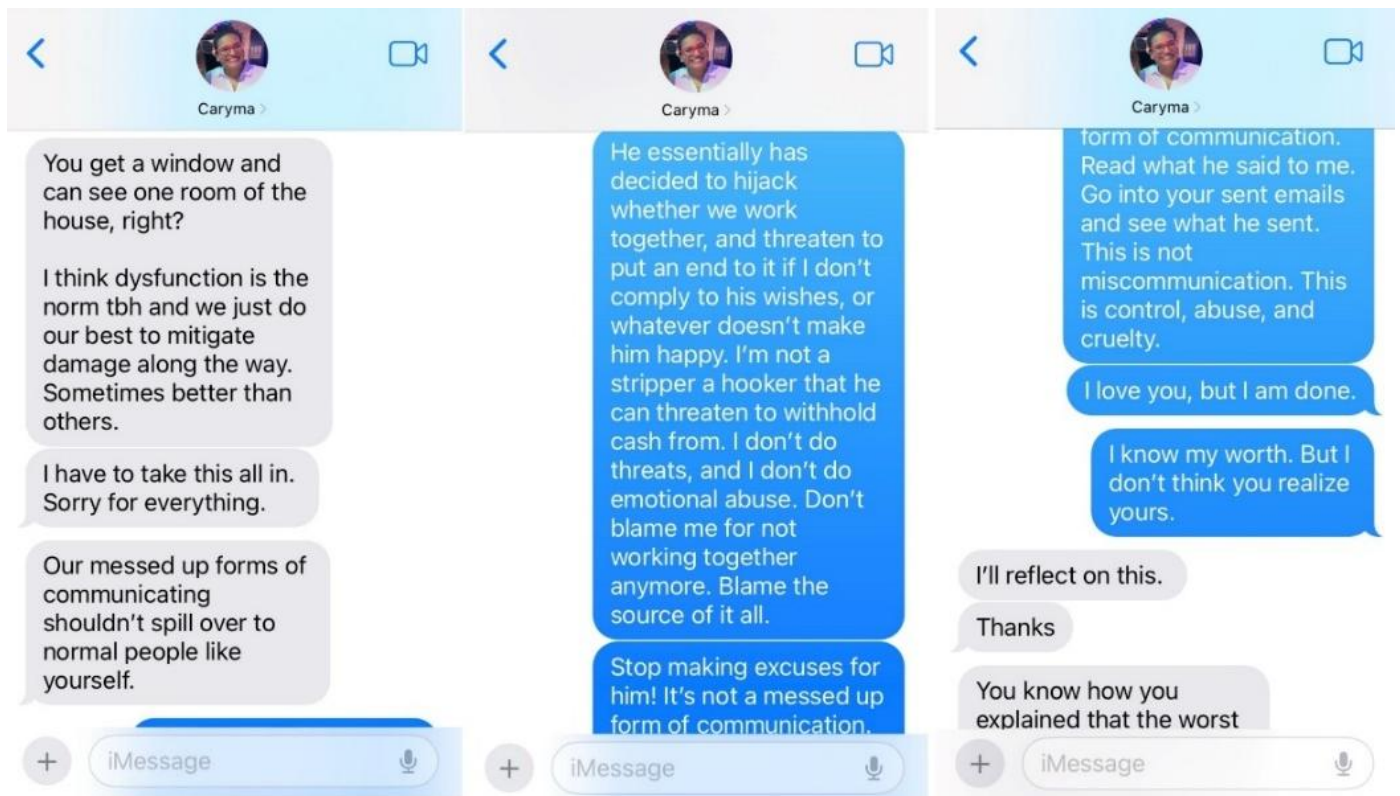 Caryma
You get a window and
can see one room of the
house, right?
I think dysfunction is the
norm tbh and we just do
our best to mitigate
damage along the way.
Sometimes better than
others.
I have to take this all in.
Sorry for everything.
Our messed up forms of
communicating
shouldn't spill over to
normal people like
yourself.
iMessage
Caryma
He essentially has
decided to hijack
whether we work
together, and threaten to
put an end to it if I don't
comply to his wishes, or
whatever doesn't make
him happy. I'm not a
stripper a hooker that he
can threaten to withhold
cash from. I don't do
threats, and I don't do
emotional abuse. Don't
blame me for not
working together
anymore. Blame the
source of it all.
Stop making excuses for
him! It's not a messed up
form of communication.
iMessage
Caryma
form of communication.
Read what he said to me.
Go into your sent emails
and see what he sent.
This is not
miscommunication. This
is control, abuse, and
cruelty.
I love you, but I am done.
I know my worth. But I
don't think you realize
yours.
I'll reflect on this.
Thanks
You know how you
explained that the worst
iMessage